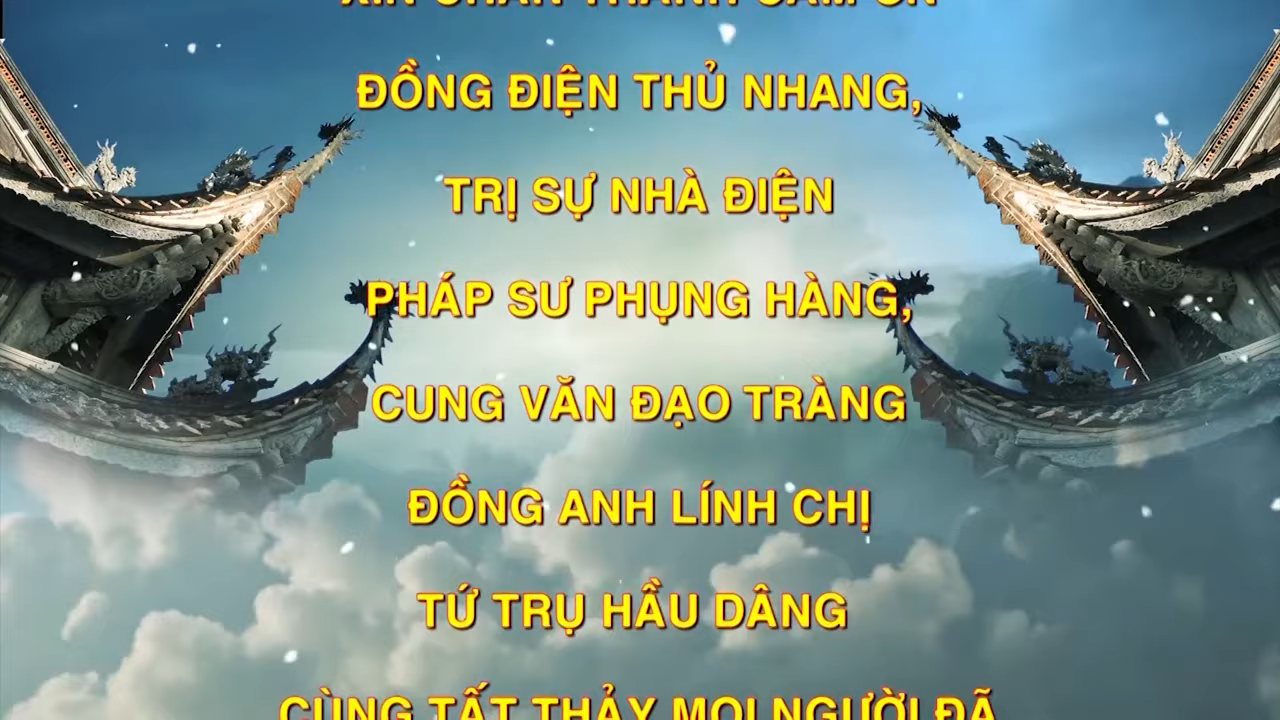 XIN CHÂN THÀNH CẢM ƠN
ĐỒNG ĐIỆN THỦ NHANG,
TRỊ SỰ NHÀ ĐIỆN
PHÁP SƯ PHỤNG HÀNG,
CUNG VĂN ĐẠO TRÀNG
ĐỒNG ANH LÍNH CHỊ
TỨ TRỤ HẦU DÂNG
CÙNG TẤT THẢY MỌI NGƯỜI ĐÃ